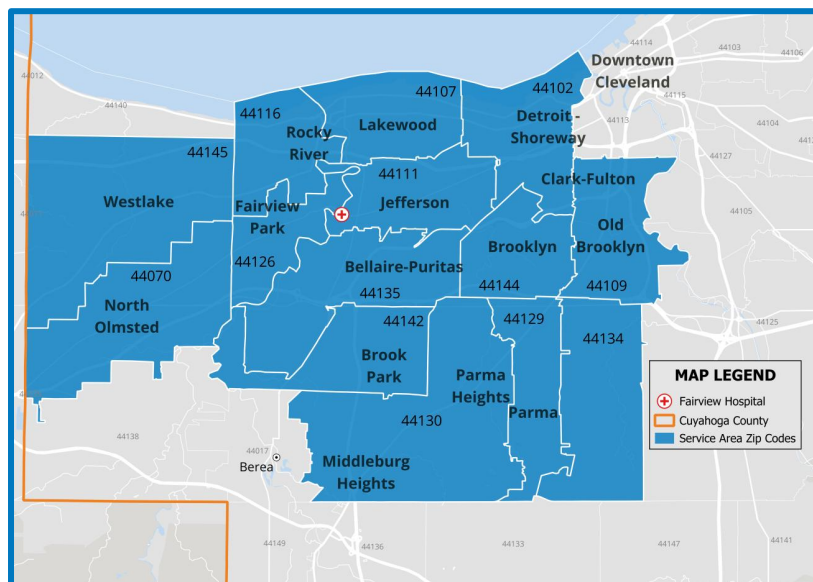 44114
44103
44106
Downtown
Cleveland
44012
44140
44107
44102
44115
44116
Lakewood
Detroit -
Shoreway
44113
44104
Rocky
River
44145
44127
44111
Clark-Fulton
Westlake
Jefferson
Fairview
Park
44105
Old
Brooklyn
Brooklyn
44126
Bellaire-Puritas
44070
44135
44144
44109
North
Olmsted
44142
44129
44134
44125
Brook
Park
Parma
Heights
Parma
MAP LEGEND
Fairview Hospital
Cuyahoga County
Service Area Zip Codes
44130
44138
44017
Berea
Middleburg
Heights
44149
44136
44133
44147
44141